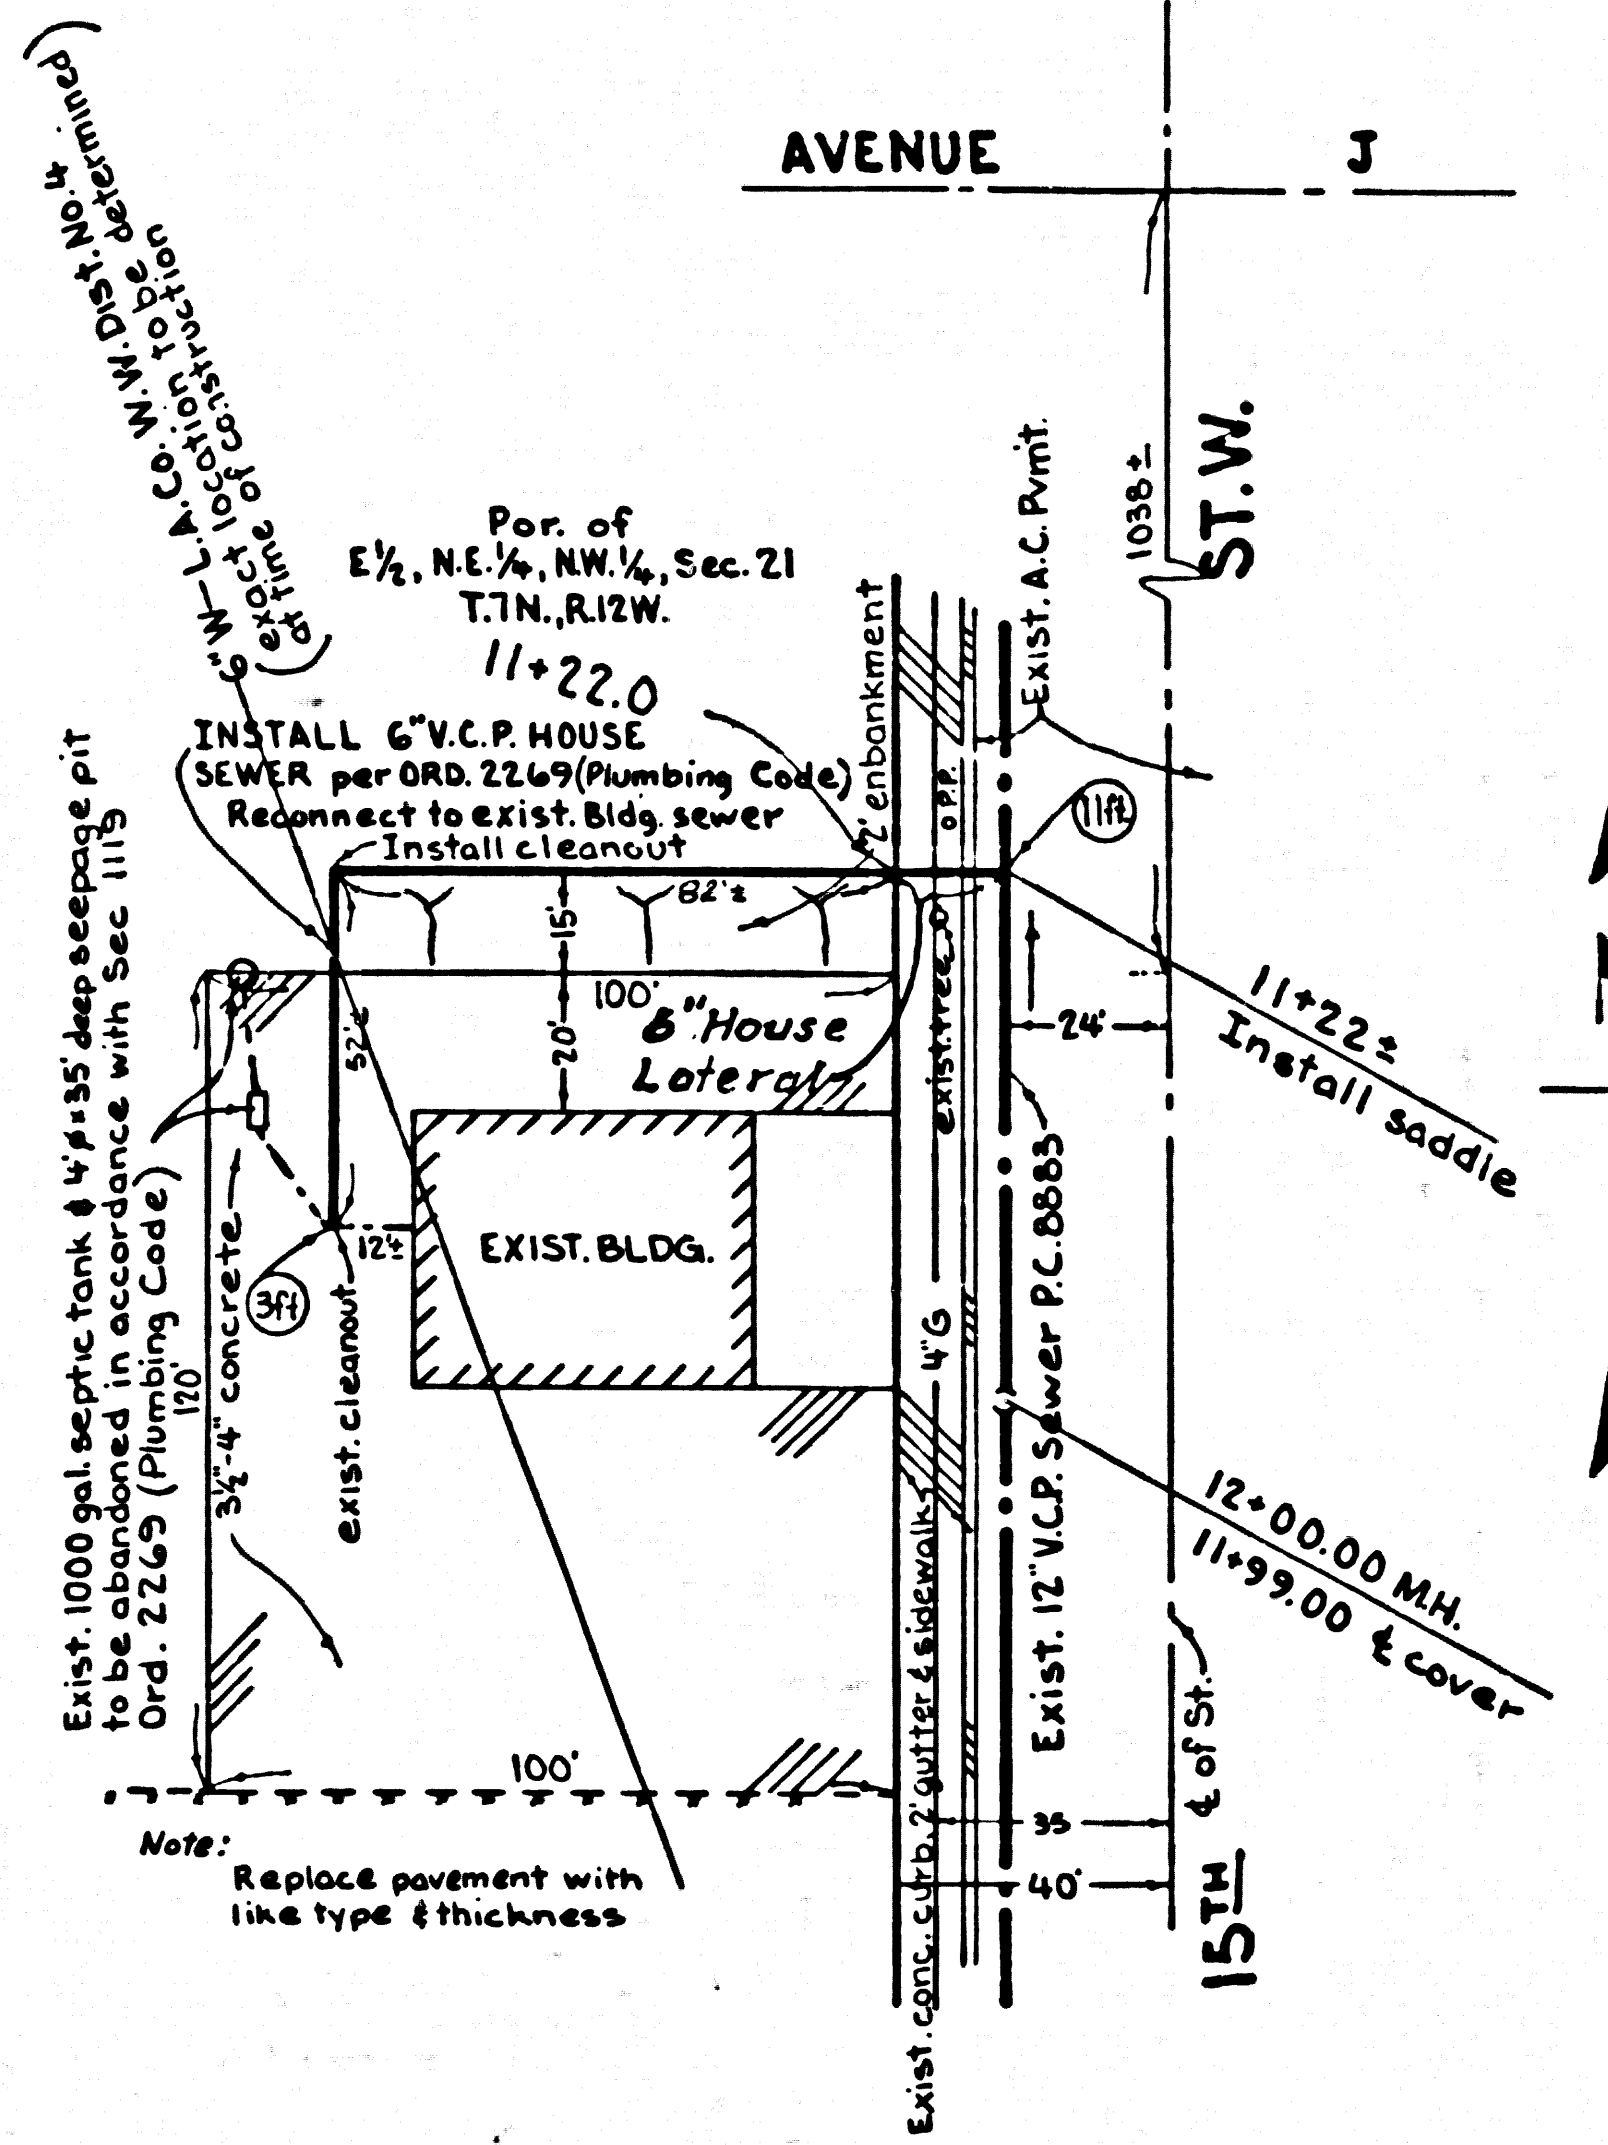 AVENUE J
6"W—L.A.Co.W.W.Dist.No.4
(exact location to be determined
at time of construction)
Por. of
E½, N.E.¼, N.W.¼, Sec. 21
T.7N., R.12W.
11+22.0
INSTALL 6"V.C.P. HOUSE
SEWER per ORD. 2269 (Plumbing Code)
Reconnect to exist. Bldg. sewer
Install cleanout
2' enbankment
o P.P.
Exist. A.C. Pvmt.
1038±
ST. W.
11ft
82'±
15'
100'
20'
52'±
6" House
Lateral
exist. tree
24'
11+22±
Install saddle
Exist. 1000 gal. septic tank & 4'ø x 35' deep seepage pit
to be abandoned in accordance with Sec 1119
Ord. 2269 (Plumbing Code)
120'
3½"-4" concrete
3ft
12'±
exist. cleanout
EXIST. BLDG.
4"G
Exist. 12" V.C.P. Sewer P.C. 8883
12+00.00 M.H.
11+99.00 ℄ cover
Exist. conc. curb, 2' gutter & sidewalk
℄ of St.
100'
35
40'
15TH
Note:
Replace pavement with
like type & thickness